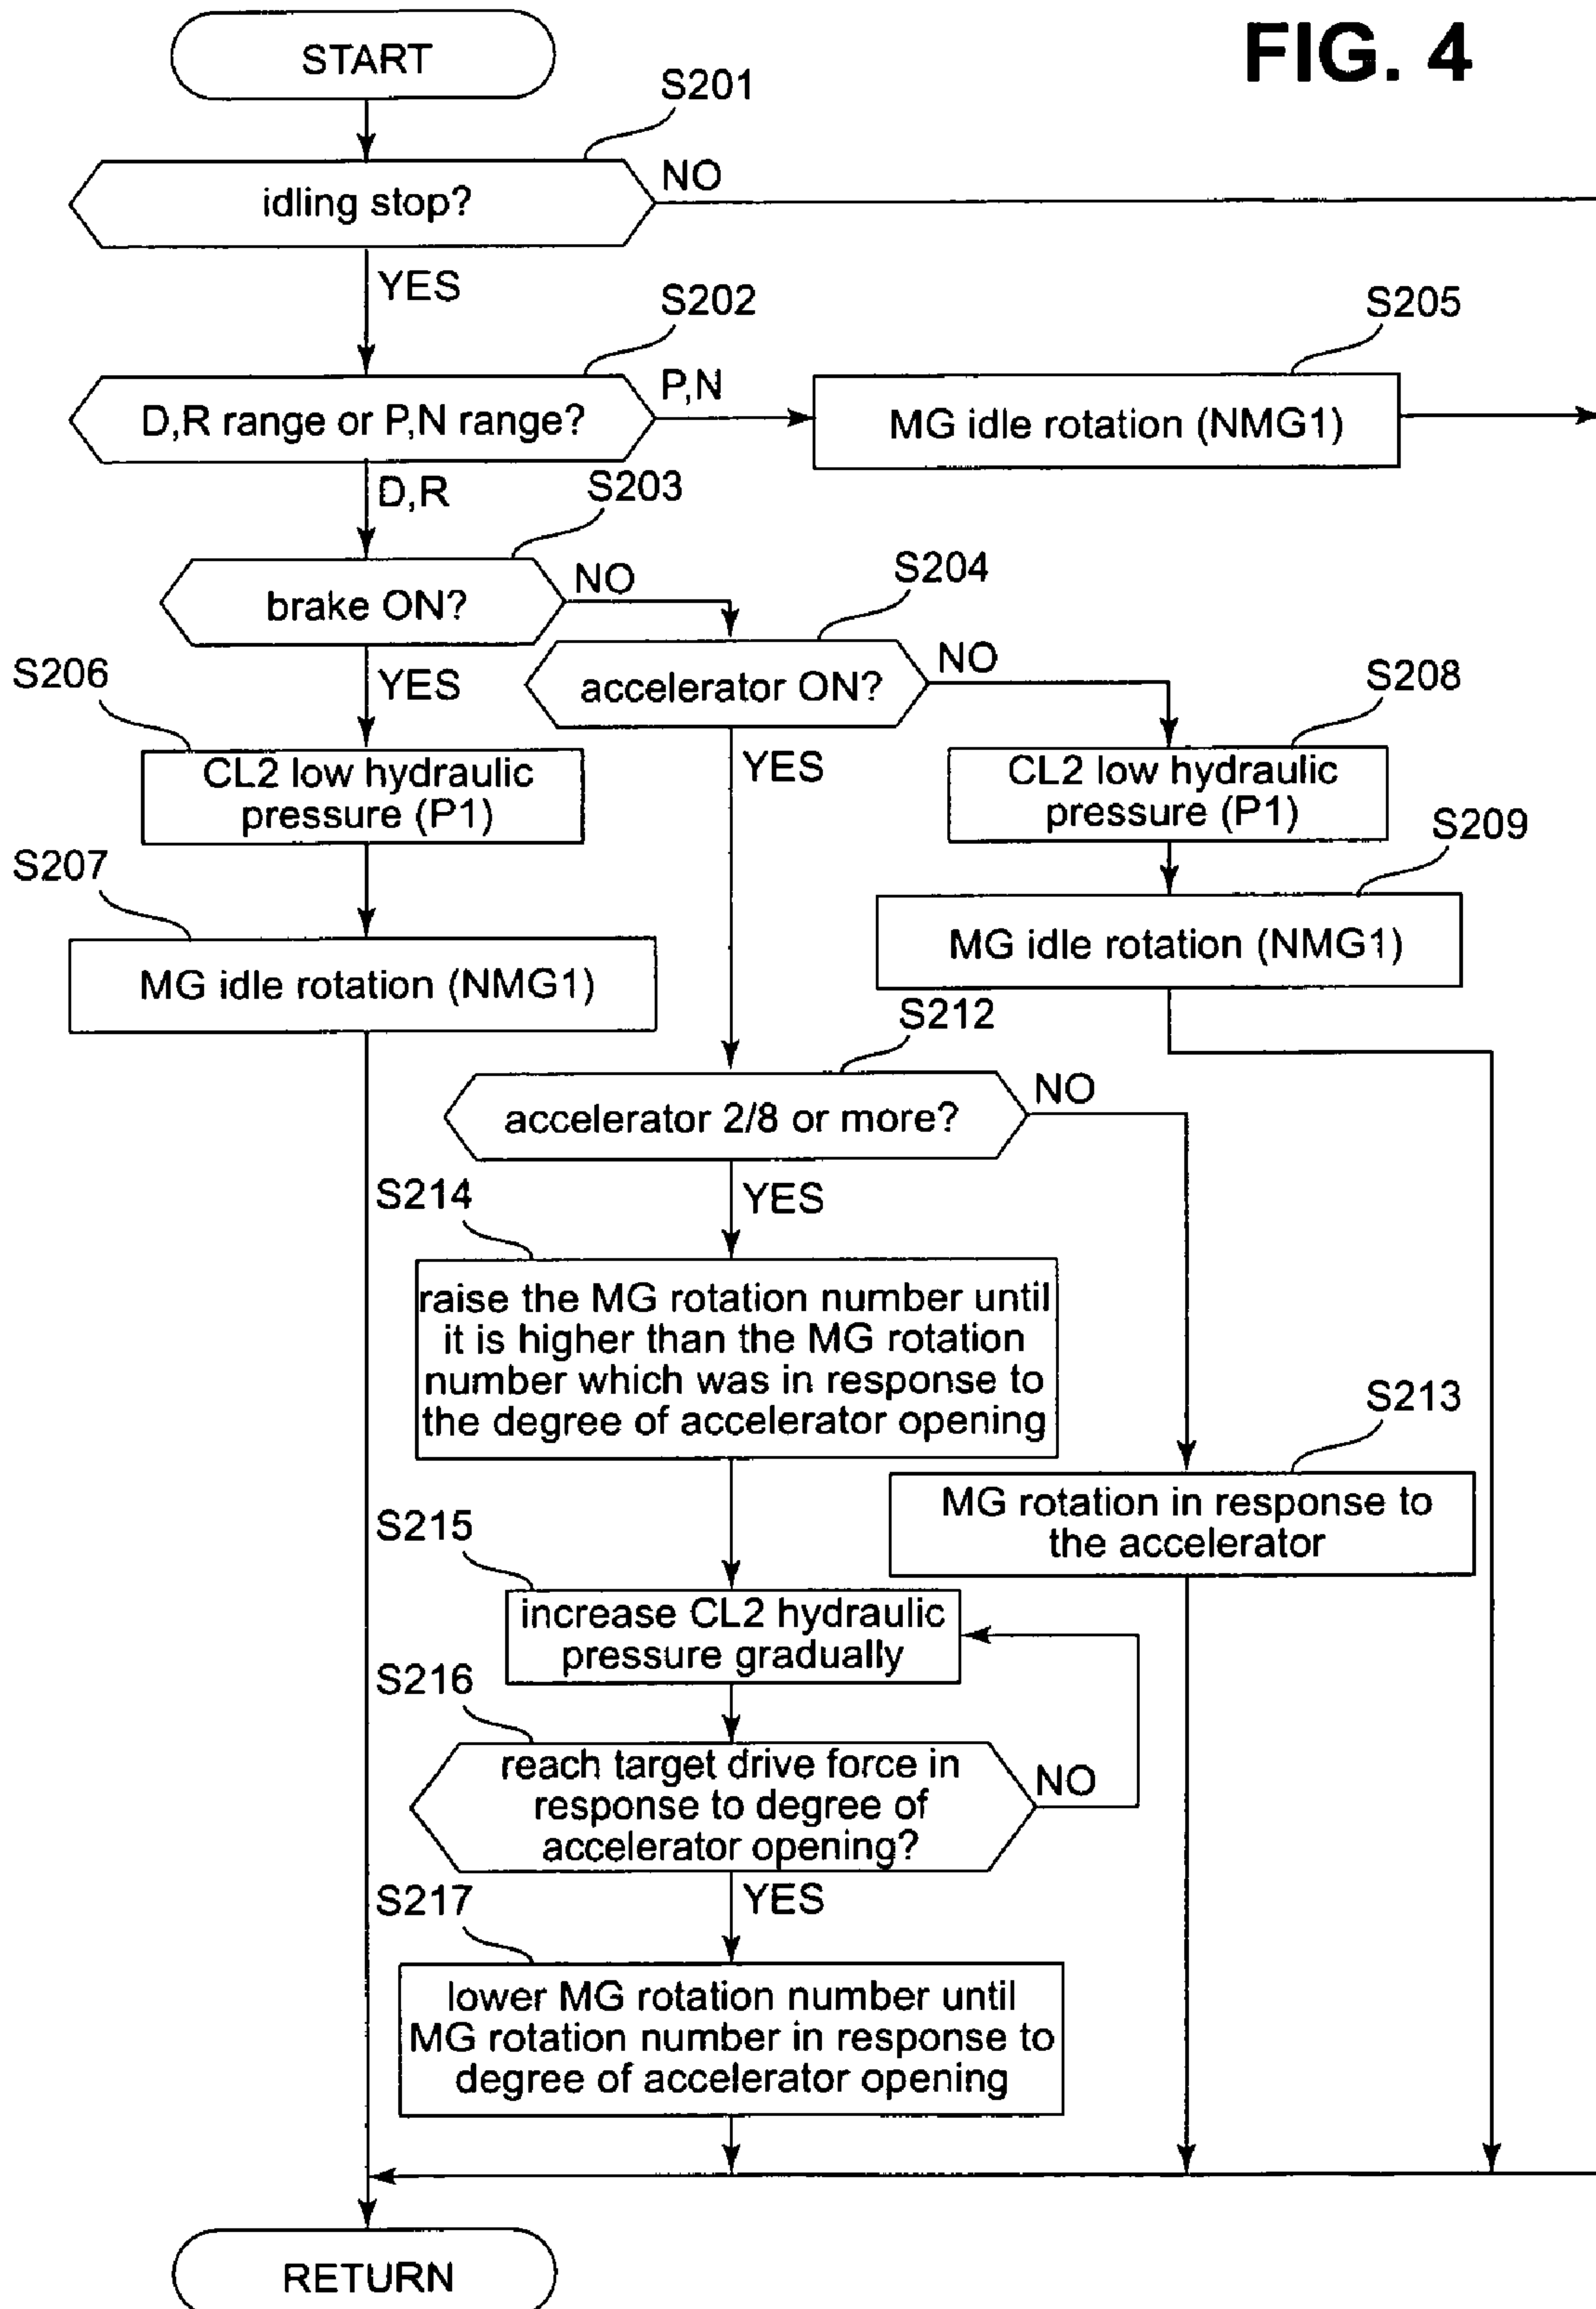 FIG. 4
START
S201
idling stop?
NO
YES
S202
D,R range or P,N range?
P,N
S205
MG idle rotation (NMG1)
D,R
S203
brake ON?
NO
S204
accelerator ON?
NO
YES
S206
CL2 low hydraulic
pressure (P1)
YES
S208
CL2 low hydraulic
pressure (P1)
S207
MG idle rotation (NMG1)
S209
MG idle rotation (NMG1)
S212
accelerator 2/8 or more?
NO
YES
S214
raise the MG rotation number until
it is higher than the MG rotation
number which was in response to
the degree of accelerator opening
S213
MG rotation in response to
the accelerator
S215
increase CL2 hydraulic
pressure gradually
S216
reach target drive force in
response to degree of
accelerator opening?
NO
YES
S217
lower MG rotation number until
MG rotation number in response to
degree of accelerator opening
RETURN